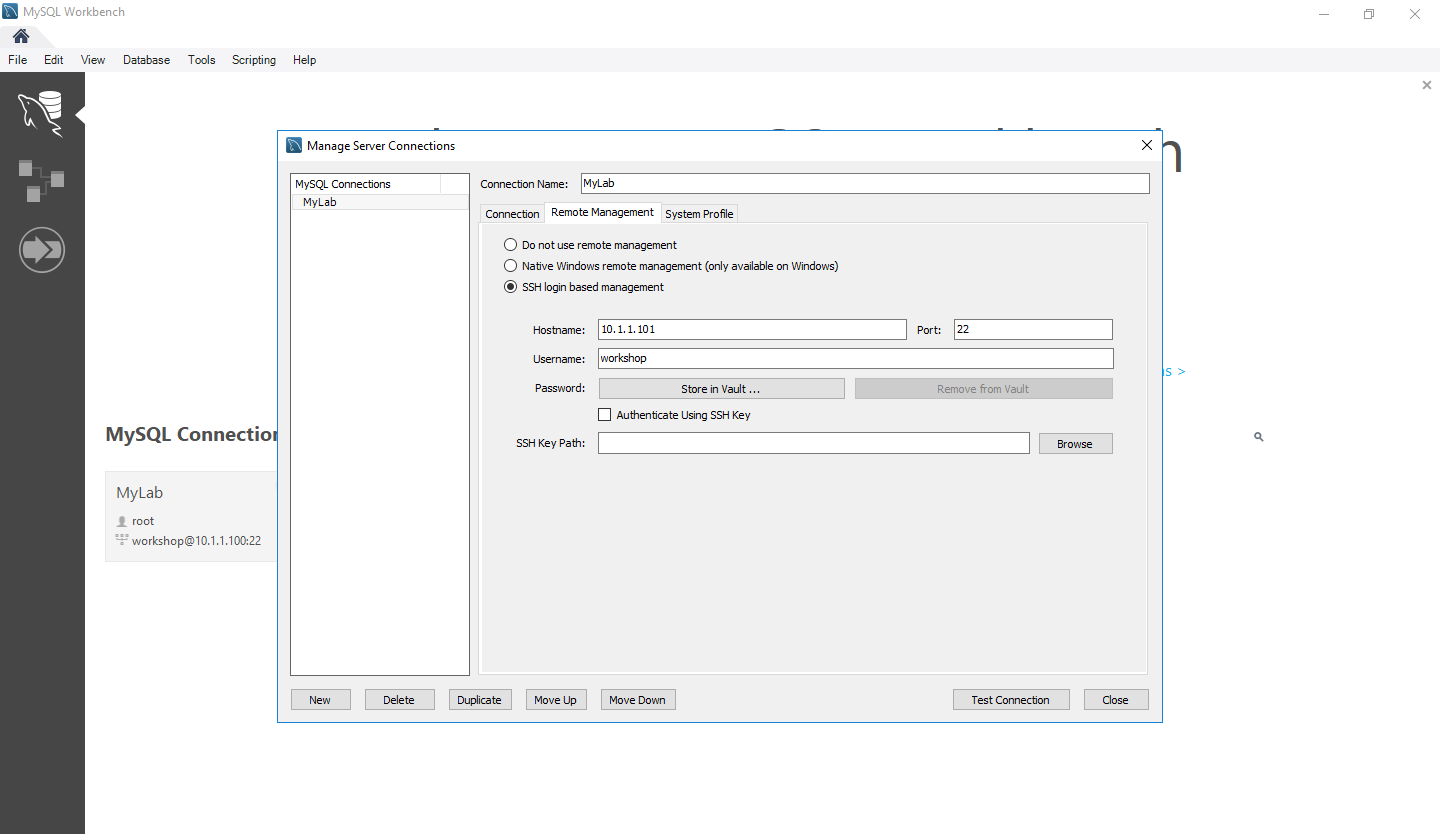 MySQL Workbench
File Edit View Database Tools Scripting Help
Manage Server Connections
MySQL Connections
MyLab
Connection Name: MyLab
Connection Remote Management System Profile
Do not use remote management
Native Windows remote management (only available on Windows)
SSH login based management
Hostname: 10.1.1.101 Port: 22
Username: workshop
Password: Store in Vault ... Remove from Vault
Authenticate Using SSH Key
SSH Key Path: Browse
New Delete Duplicate Move Up Move Down Test Connection Close
MySQL Connection
MyLab
root
workshop@10.1.1.100:22